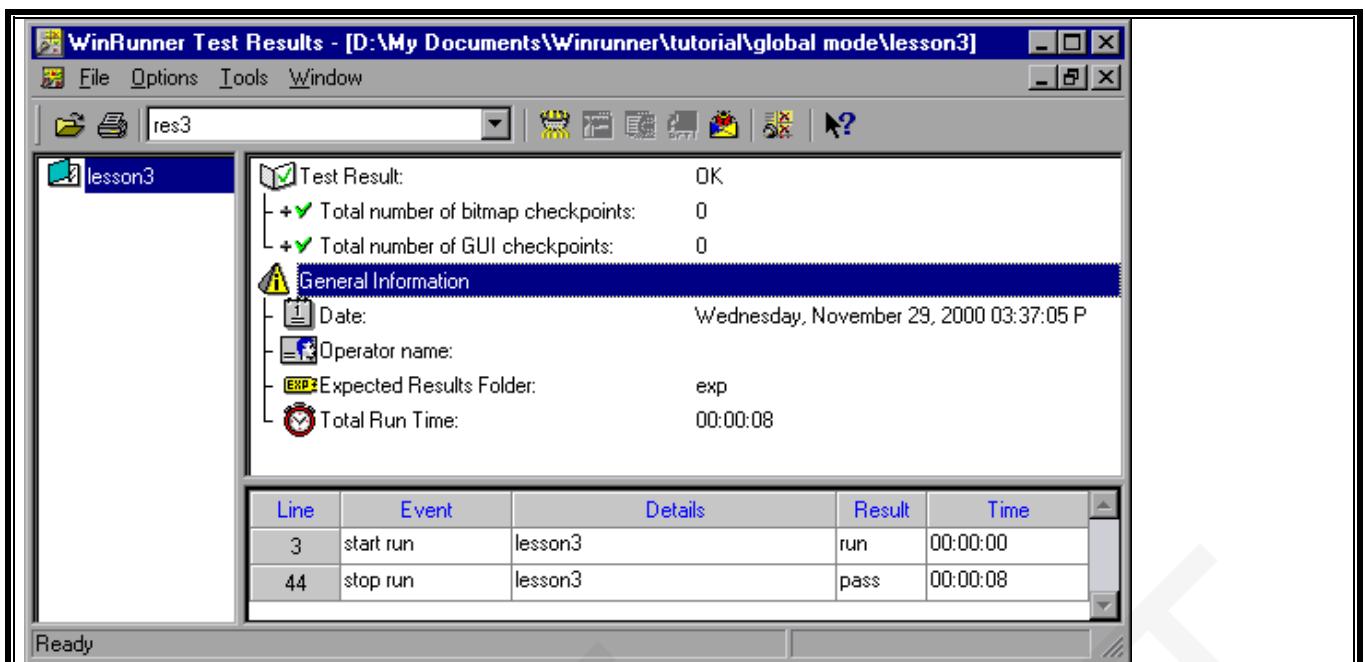 WinRunner Test Results - [D:\My Documents\Winrunner\tutorial\global mode\lesson3]
File Options Tools Window
res3
lesson3
Test Result: OK
Total number of bitmap checkpoints: 0
Total number of GUI checkpoints: 0
General Information
Date: Wednesday, November 29, 2000 03:37:05 P
Operator name:
EXP Expected Results Folder: exp
Total Run Time: 00:00:08
Line Event Details Result Time
3 start run lesson3 run 00:00:00
44 stop run lesson3 pass 00:00:08
Ready